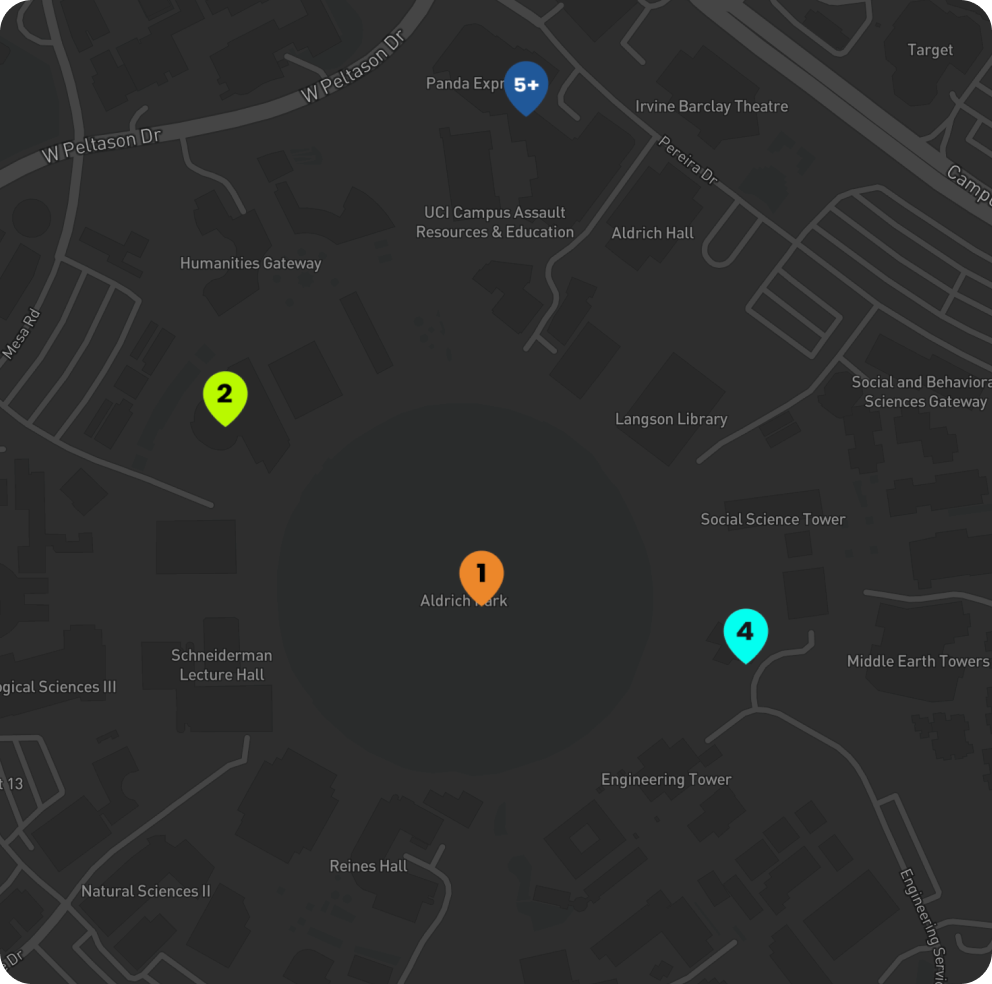 Target
W Peltason Dr
Panda Expr
5+
Irvine Barclay Theatre
W Peltason Dr
Pereira Dr
Campu
UCI Campus Assault
Resources & Education
Aldrich Hall
Humanities Gateway
Mesa Rd
2
Social and Behaviora
Sciences Gateway
Langson Library
Social Science Tower
1
Aldrich Park
4
Schneiderman
Lecture Hall
Middle Earth Towers
ogical Sciences III
t 13
Engineering Tower
Reines Hall
Natural Sciences II
Engineering Servi
e Dr